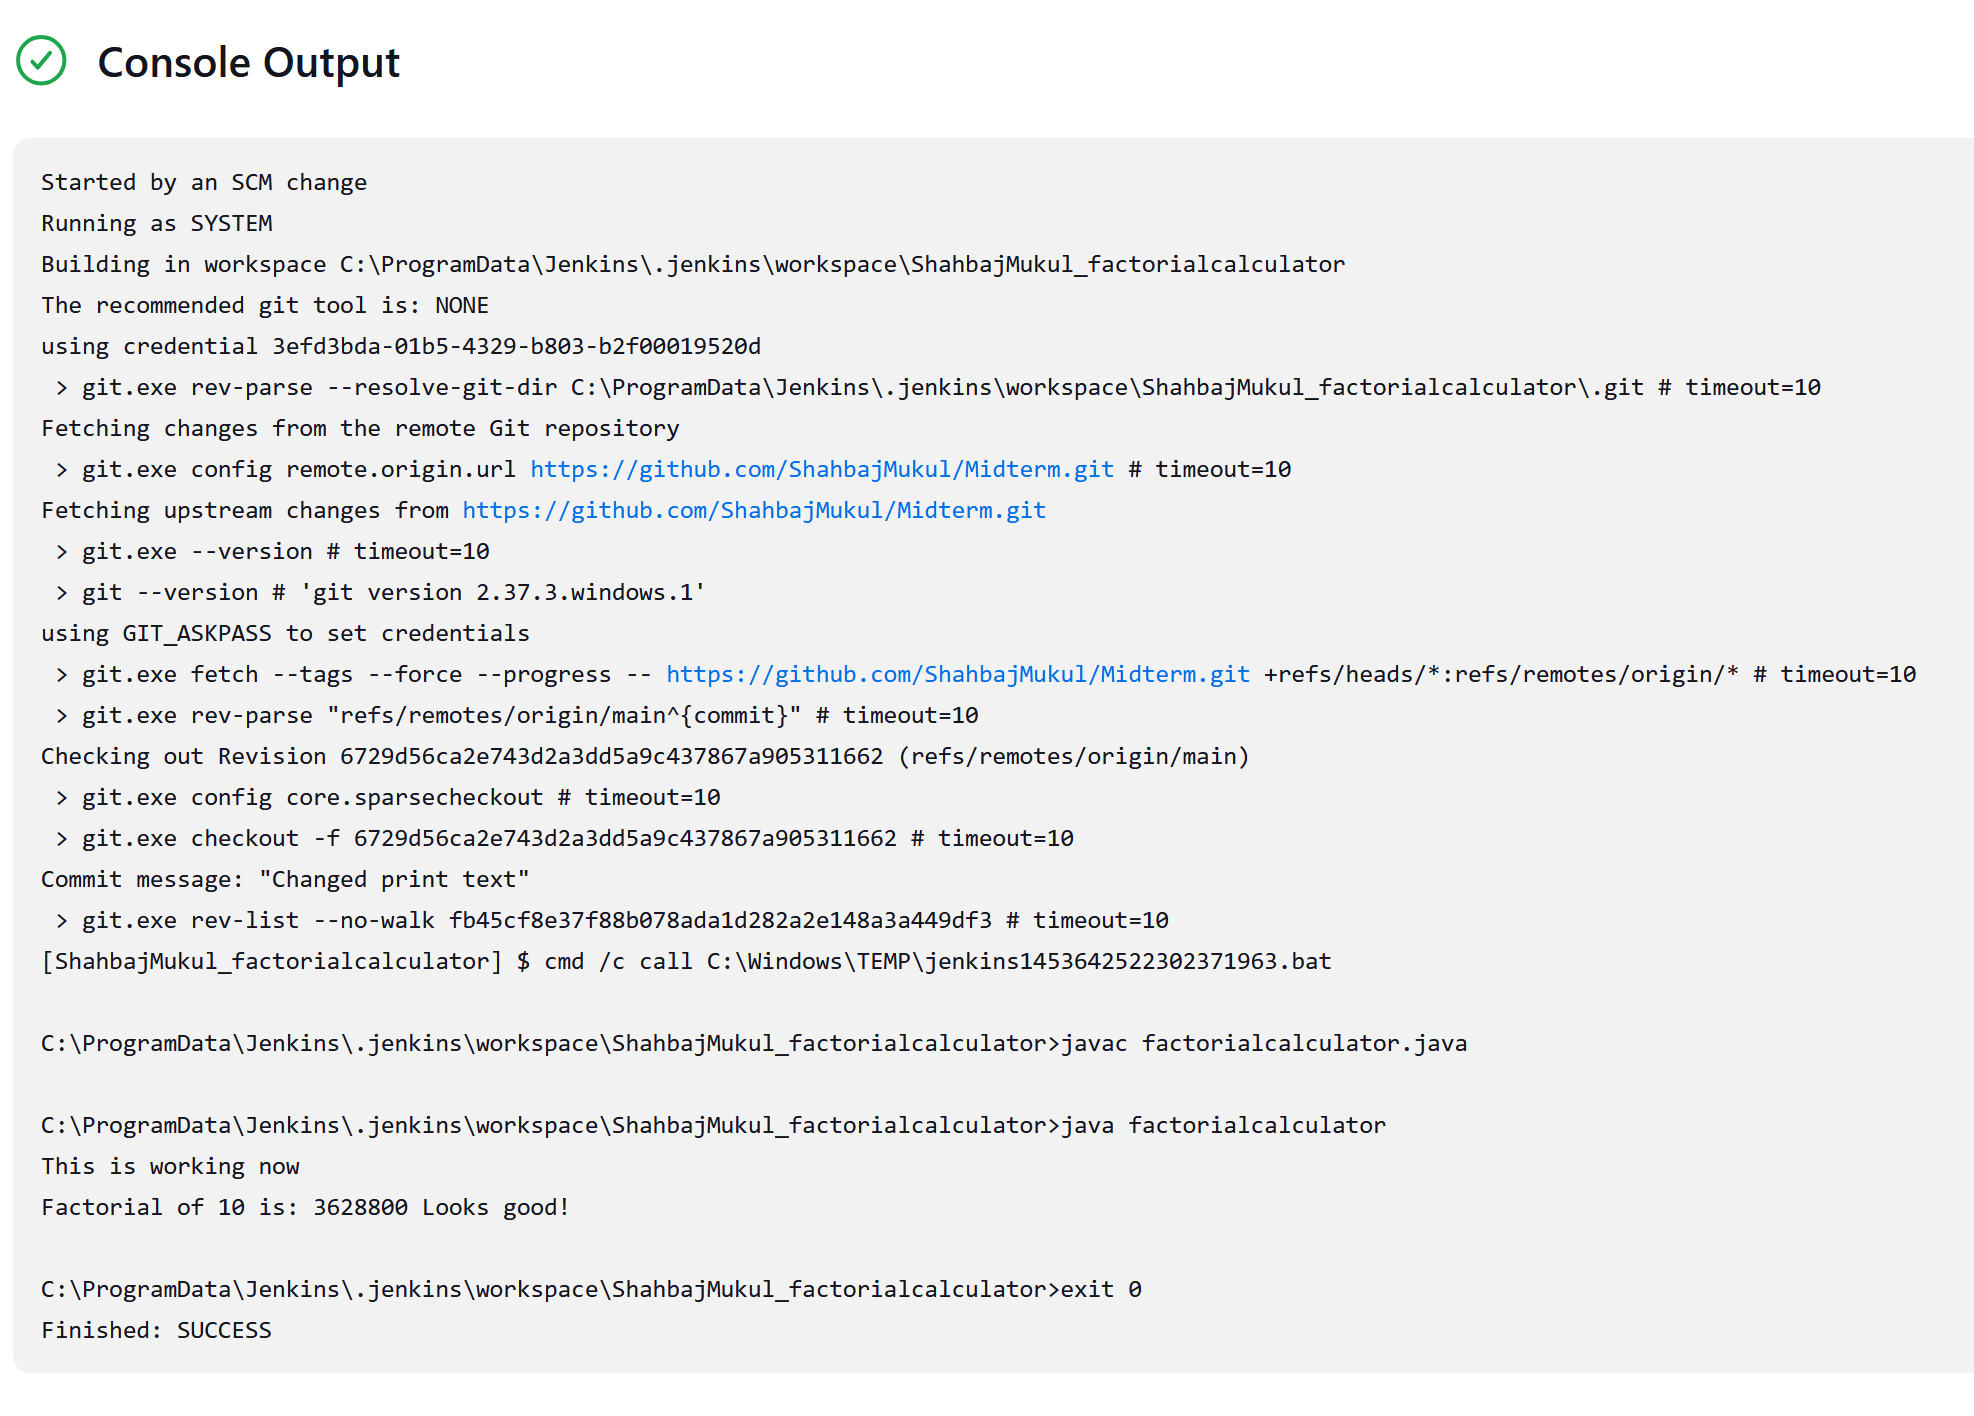 Console Output
Started by an SCM change
Running as SYSTEM
Building in workspace C:\ProgramData\Jenkins\.jenkins\workspace\ShahbajMukul_factorialcalculator
The recommended git tool is: NONE
using credential 3efd3bda-01b5-4329-b803-b2f00019520d
 > git.exe rev-parse --resolve-git-dir C:\ProgramData\Jenkins\.jenkins\workspace\ShahbajMukul_factorialcalculator\.git # timeout=10
Fetching changes from the remote Git repository
 > git.exe config remote.origin.url https://github.com/ShahbajMukul/Midterm.git # timeout=10
Fetching upstream changes from https://github.com/ShahbajMukul/Midterm.git
 > git.exe --version # timeout=10
 > git --version # 'git version 2.37.3.windows.1'
using GIT_ASKPASS to set credentials
 > git.exe fetch --tags --force --progress -- https://github.com/ShahbajMukul/Midterm.git +refs/heads/*:refs/remotes/origin/* # timeout=10
 > git.exe rev-parse "refs/remotes/origin/main^{commit}" # timeout=10
Checking out Revision 6729d56ca2e743d2a3dd5a9c437867a905311662 (refs/remotes/origin/main)
 > git.exe config core.sparsecheckout # timeout=10
 > git.exe checkout -f 6729d56ca2e743d2a3dd5a9c437867a905311662 # timeout=10
Commit message: "Changed print text"
 > git.exe rev-list --no-walk fb45cf8e37f88b078ada1d282a2e148a3a449df3 # timeout=10
[ShahbajMukul_factorialcalculator] $ cmd /c call C:\Windows\TEMP\jenkins1453642522302371963.bat
C:\ProgramData\Jenkins\.jenkins\workspace\ShahbajMukul_factorialcalculator>javac factorialcalculator.java
C:\ProgramData\Jenkins\.jenkins\workspace\ShahbajMukul_factorialcalculator>java factorialcalculator
This is working now
Factorial of 10 is: 3628800 Looks good!
C:\ProgramData\Jenkins\.jenkins\workspace\ShahbajMukul_factorialcalculator>exit 0
Finished: SUCCESS